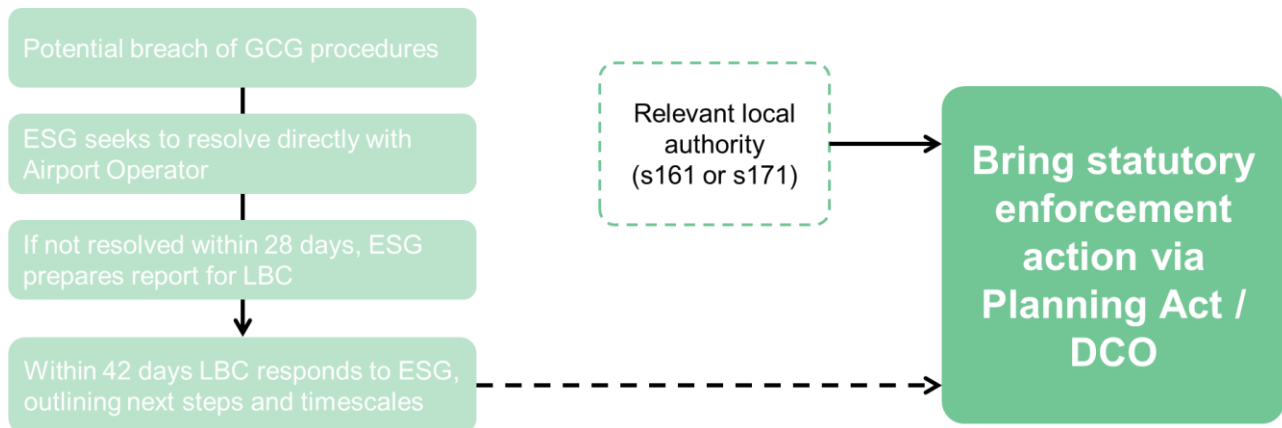 Potential breach of GCG procedures
ESG seeks to resolve directly with
Airport Operator
If not resolved within 28 days, ESG
prepares report for LBC
Within 42 days LBC responds to ESG,
outlining next steps and timescales
Relevant local
authority
(s161 or s171)
Bring statutory
enforcement
action via
Planning Act /
DCO